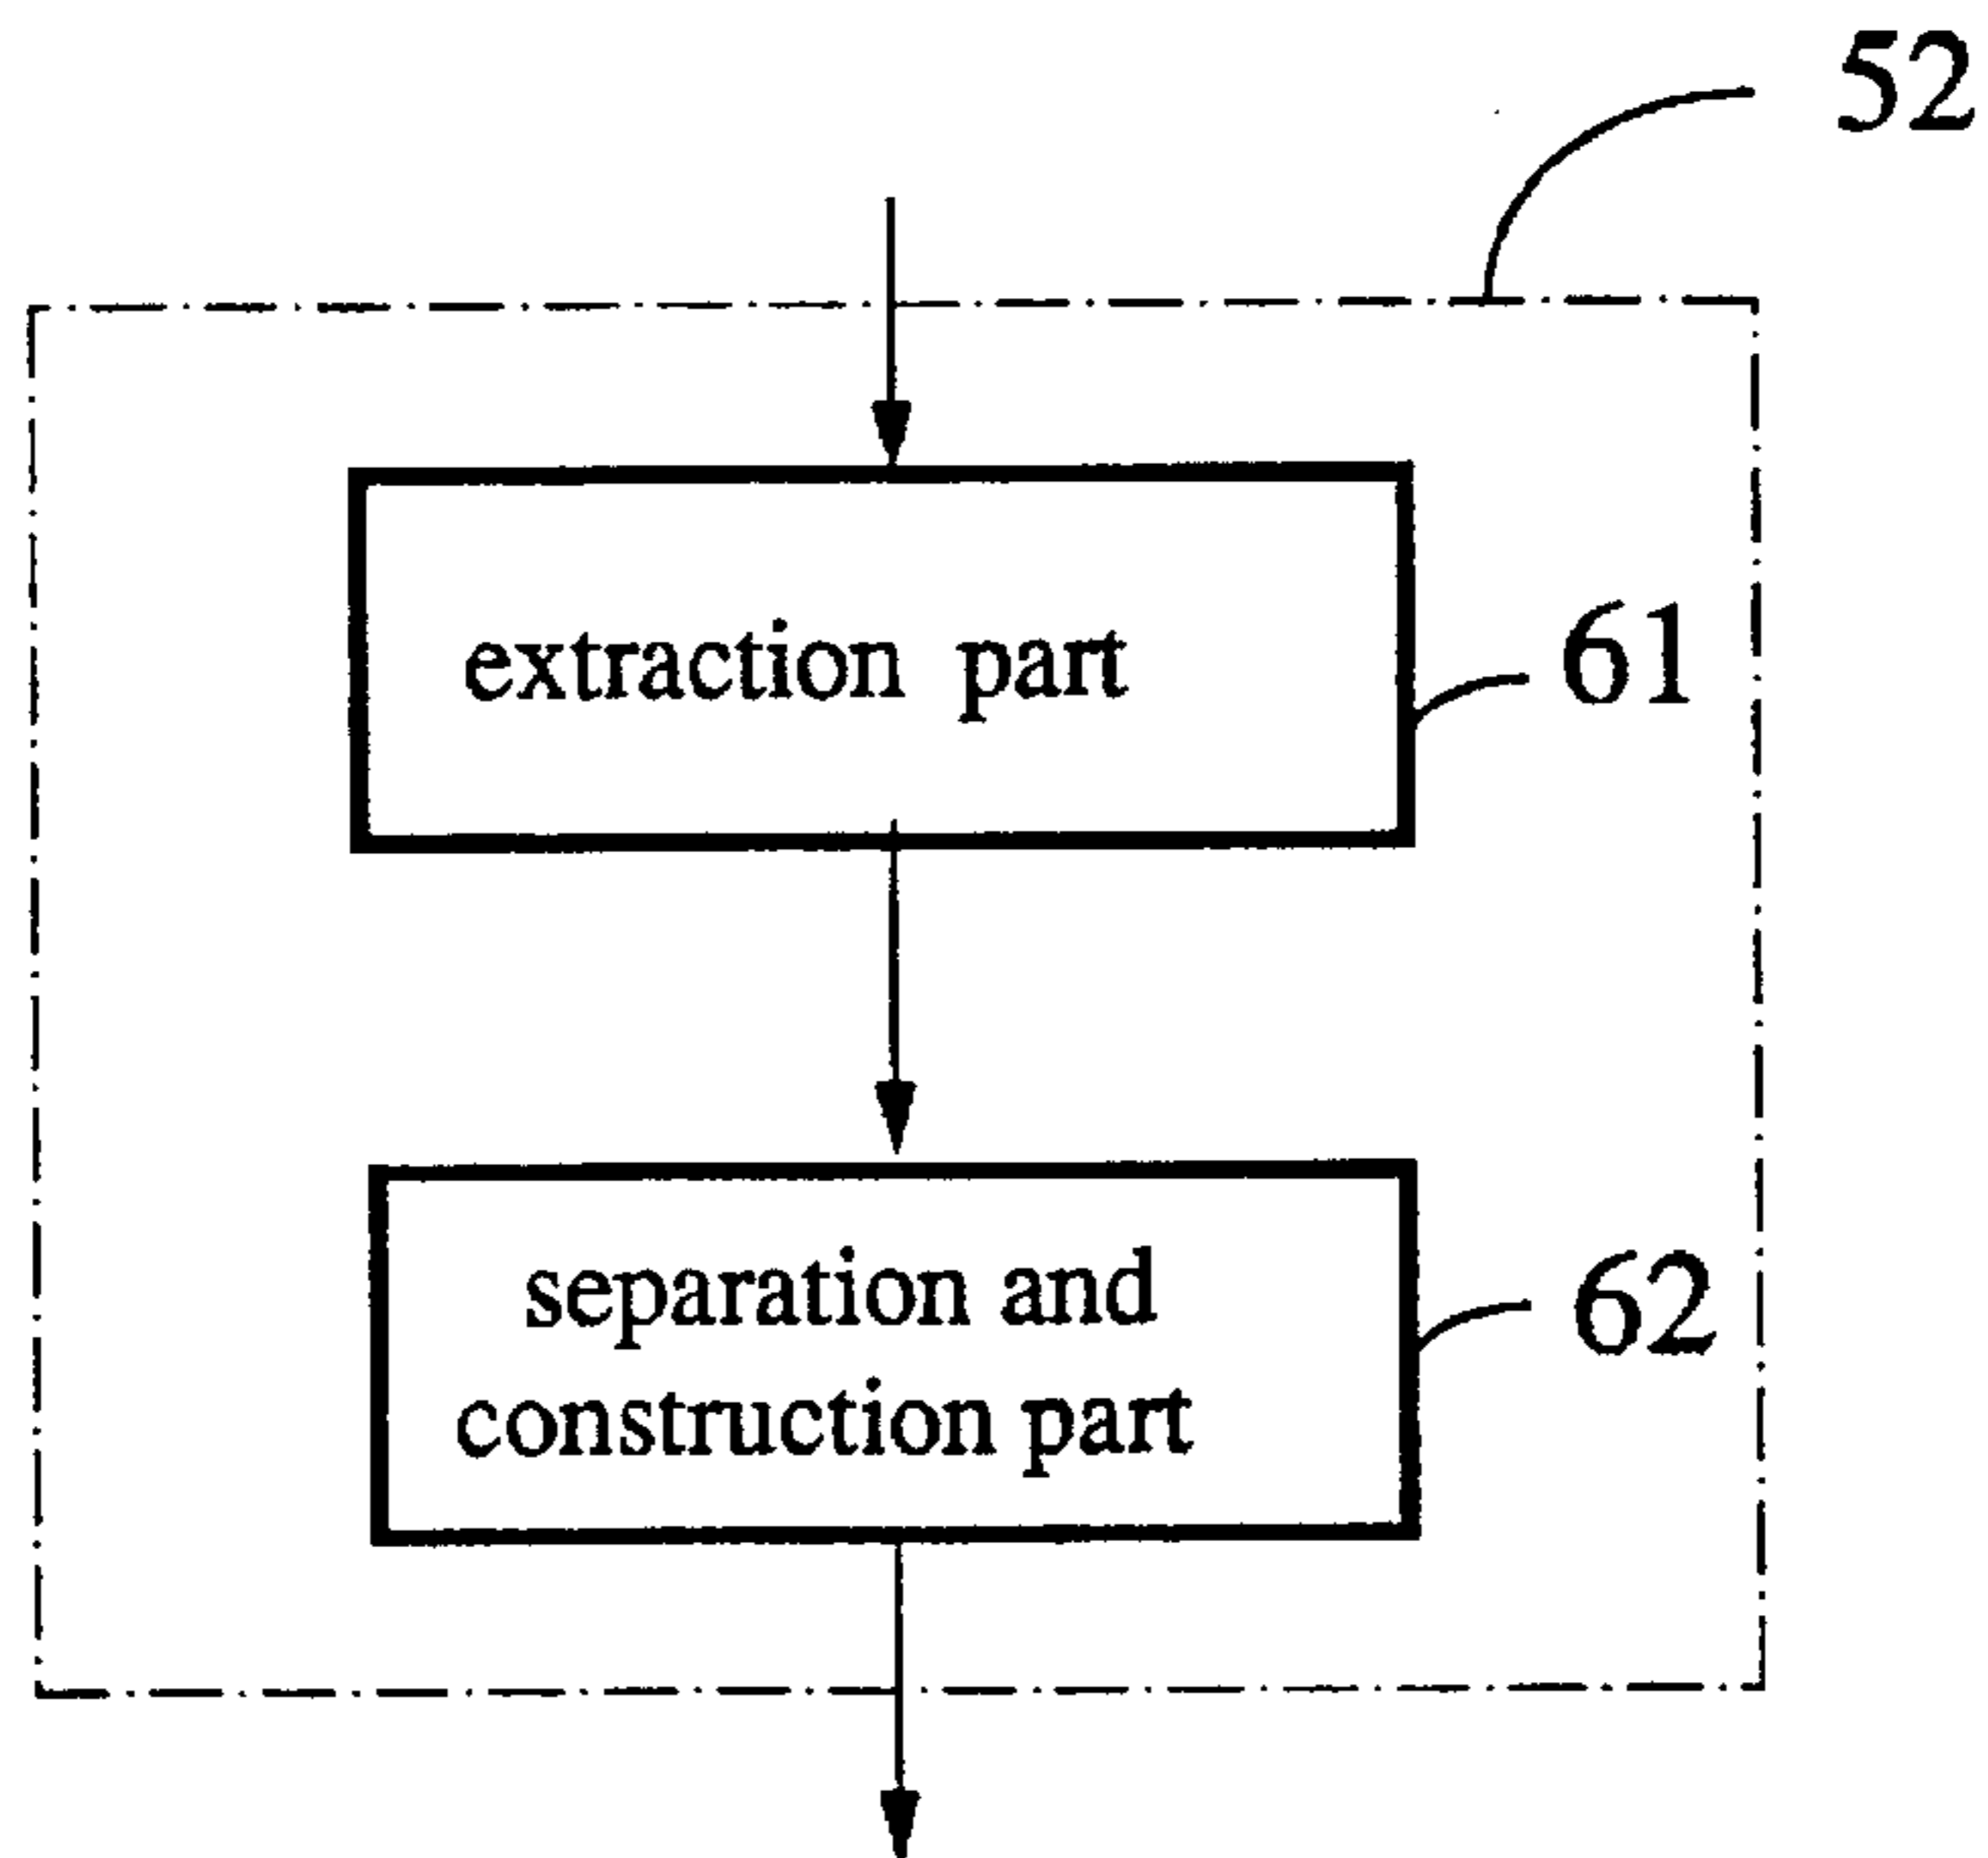 52
extraction part
61
separation and
construction part
62